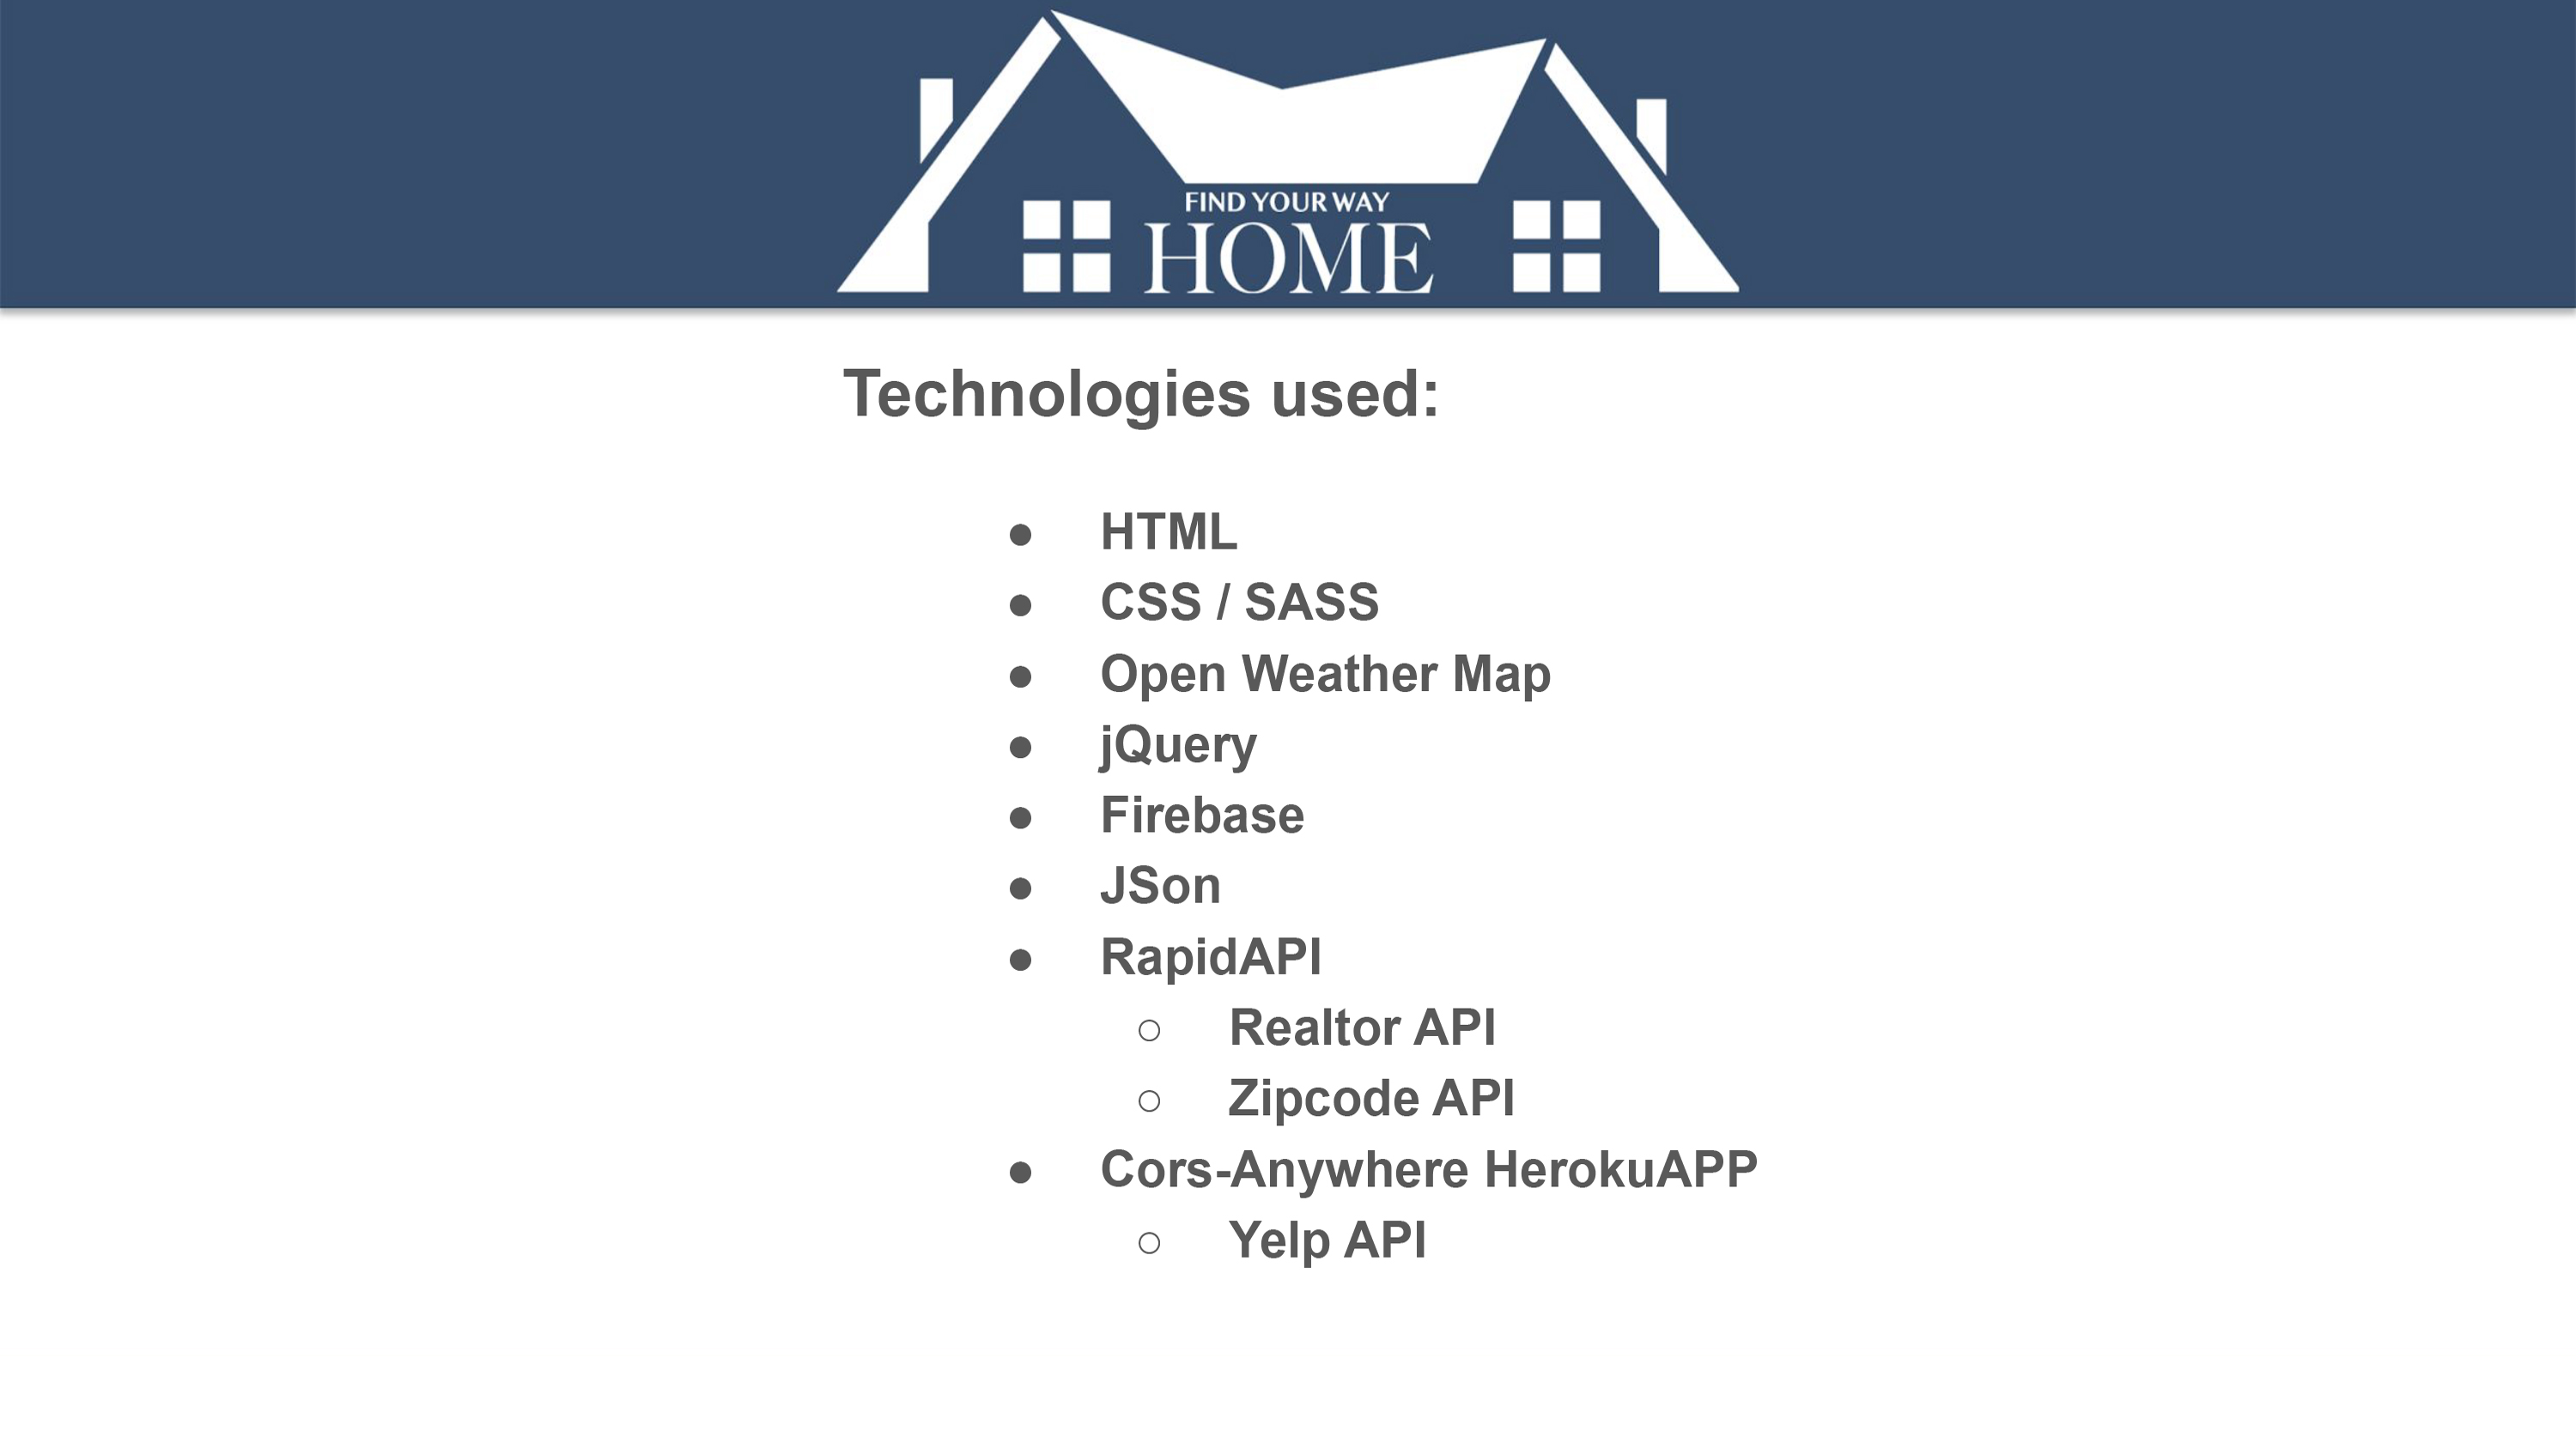 FIND YOUR WAY
HOME
Technologies used:
● HTML
● CSS / SASS
● Open Weather Map
● jQuery
● Firebase
● JSon
● RapidAPI
○ Realtor API
○ Zipcode API
● Cors-Anywhere HerokuAPP
○ Yelp API